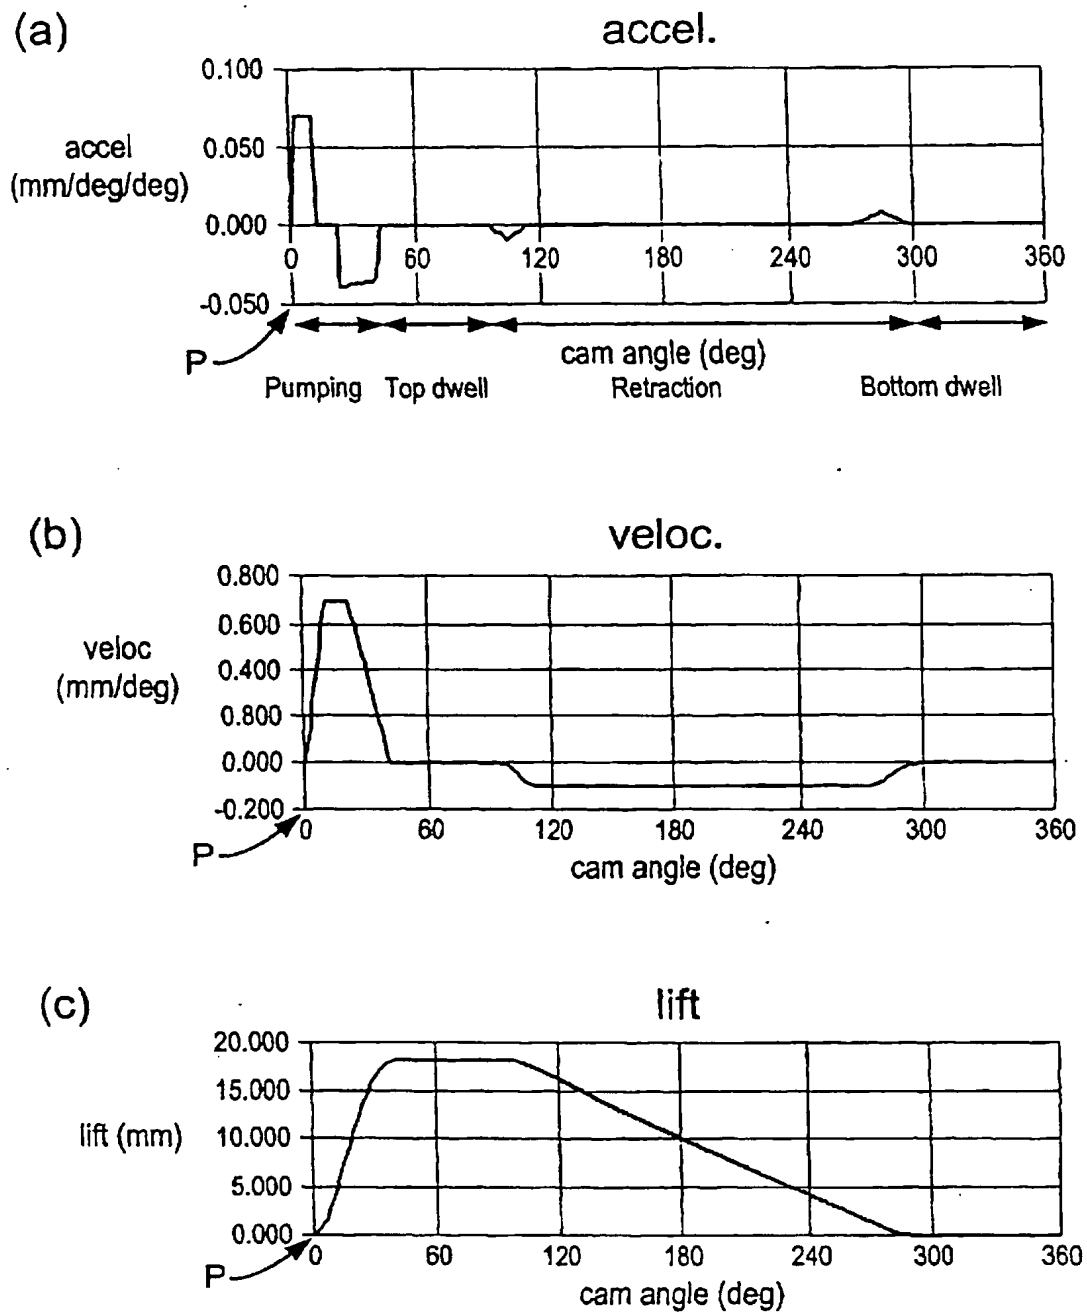 (a)
accel.
accel
(mm/deg/deg)
0.100
0.050
0.000
-0.050
0 60 120 180 240 300 360
P
cam angle (deg)
Pumping Top dwell Retraction Bottom dwell
(b)
veloc.
veloc
(mm/deg)
0.800
0.600
0.400
0.800
0.000
-0.200
0 60 120 180 240 300 360
P
cam angle (deg)
(c)
lift
lift (mm)
20.000
15.000
10.000
5.000
0.000
0 60 120 180 240 300 360
P
cam angle (deg)